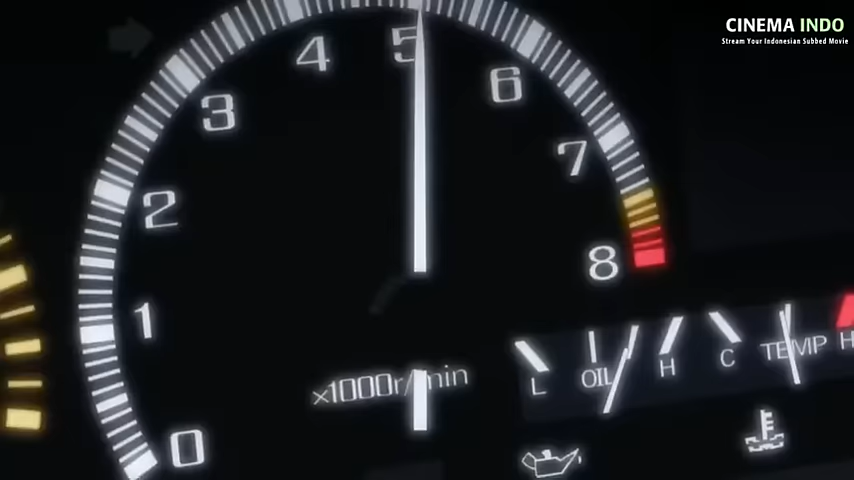 CINEMA INDO
Stream Your Indonesian Subbed Movie
4
5
6
3
7
2
8
1
L
OIL
H
C
TEMP
H
x1000r/min
0